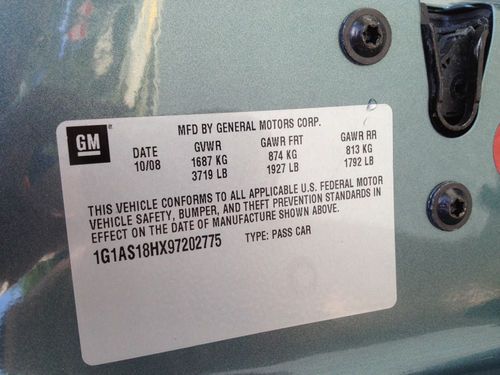 GM
MFD BY GENERAL MOTORS CORP.
DATE GVWR GAWR FRT GAWR RR
10/08 1687 KG 874 KG 813 KG
3719 LB 1927 LB 1792 LB
THIS VEHICLE CONFORMS TO ALL APPLICABLE U.S. FEDERAL MOTOR
VEHICLE SAFETY, BUMPER, AND THEFT PREVENTION STANDARDS IN
EFFECT ON THE DATE OF MANUFACTURE SHOWN ABOVE.
1G1AS18HX97202775 TYPE: PASS CAR